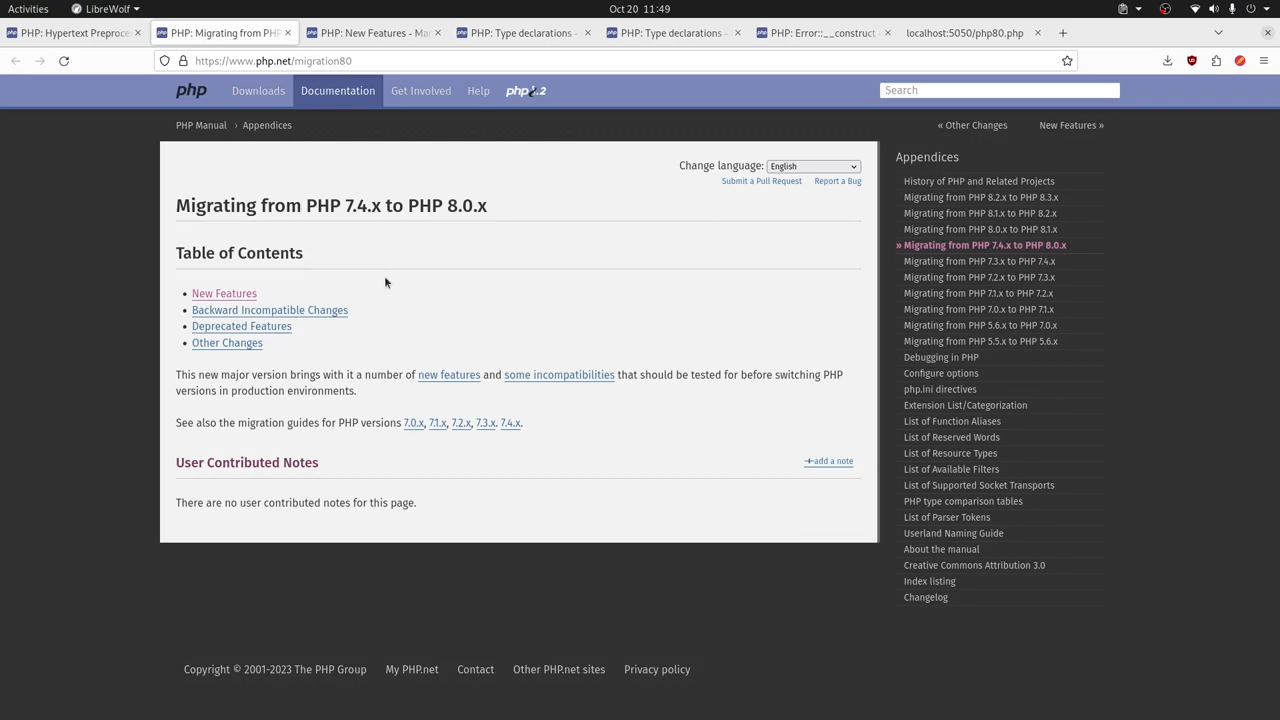 Activities
LibreWolf
Oct 20 11:49
PHP: Hypertext Preproce
PHP: Migrating from PHP
PHP: New Features - Ma
PHP: Type declarations -
PHP: Type declarations -
PHP: Error::__construct -
localhost:5050/php80.php
https://www.php.net/migration80
php
Downloads
Documentation
Get Involved
Help
Search
PHP Manual › Appendices
« Other Changes
New Features »
Change language: English
Submit a Pull Request
Report a Bug
Migrating from PHP 7.4.x to PHP 8.0.x
Table of Contents
• New Features
• Backward Incompatible Changes
• Deprecated Features
• Other Changes
This new major version brings with it a number of new features and some incompatibilities that should be tested for before switching PHP
versions in production environments.
See also the migration guides for PHP versions 7.0.x, 7.1.x, 7.2.x, 7.3.x. 7.4.x.
User Contributed Notes
+add a note
There are no user contributed notes for this page.
Appendices
History of PHP and Related Projects
Migrating from PHP 8.2.x to PHP 8.3.x
Migrating from PHP 8.1.x to PHP 8.2.x
Migrating from PHP 8.0.x to PHP 8.1.x
» Migrating from PHP 7.4.x to PHP 8.0.x
Migrating from PHP 7.3.x to PHP 7.4.x
Migrating from PHP 7.2.x to PHP 7.3.x
Migrating from PHP 7.1.x to PHP 7.2.x
Migrating from PHP 7.0.x to PHP 7.1.x
Migrating from PHP 5.6.x to PHP 7.0.x
Migrating from PHP 5.5.x to PHP 5.6.x
Debugging in PHP
Configure options
php.ini directives
Extension List/Categorization
List of Function Aliases
List of Reserved Words
List of Resource Types
List of Available Filters
List of Supported Socket Transports
PHP type comparison tables
List of Parser Tokens
Userland Naming Guide
About the manual
Creative Commons Attribution 3.0
Index listing
Changelog
Copyright © 2001-2023 The PHP Group
My PHP.net
Contact
Other PHP.net sites
Privacy policy